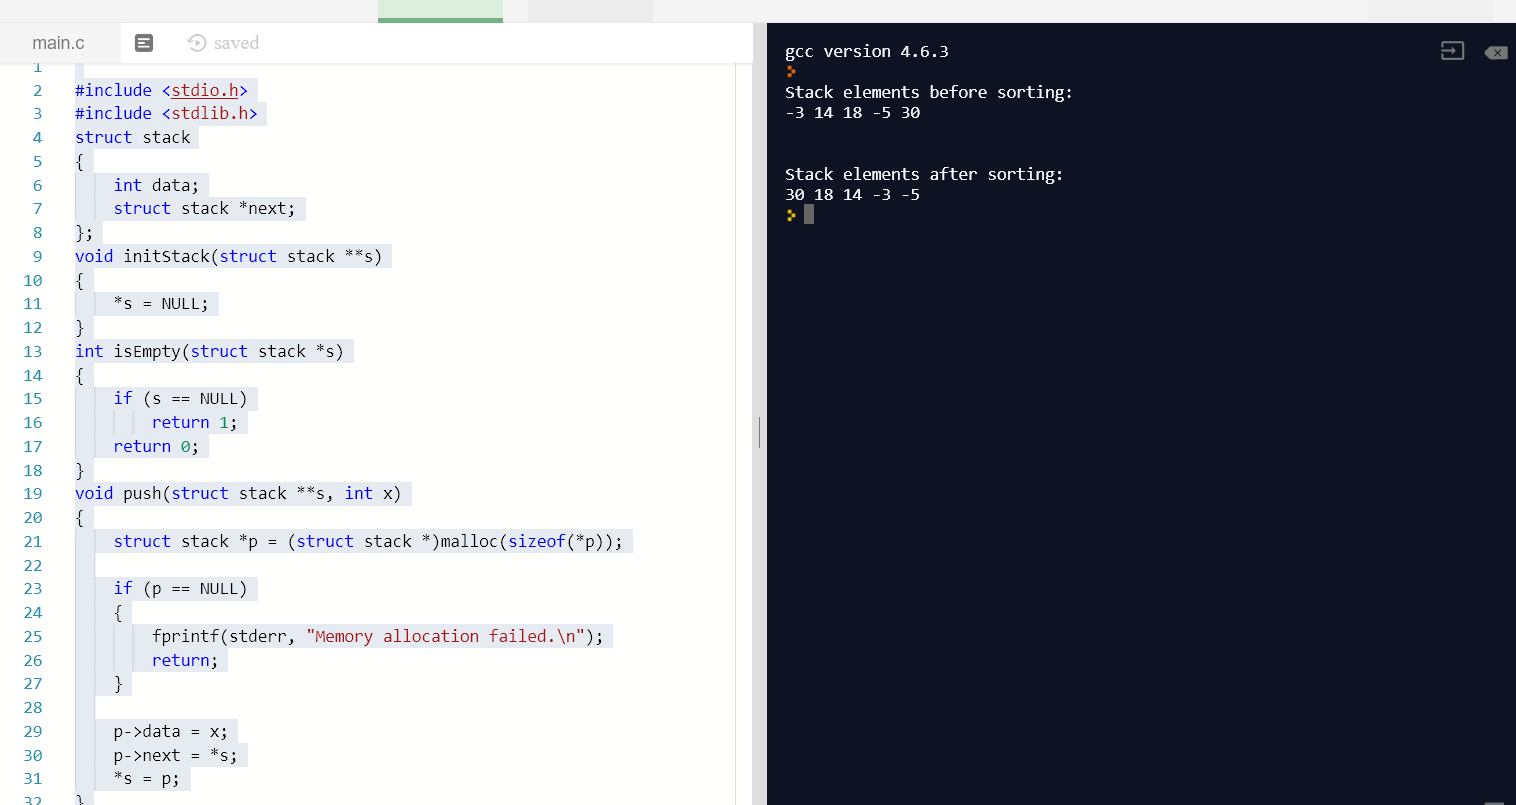 main.c saved
1
2 #include <stdio.h>
3 #include <stdlib.h>
4 struct stack
5 {
6 int data;
7 struct stack *next;
8 };
9 void initStack(struct stack **s)
10 {
11 *s = NULL;
12 }
13 int isEmpty(struct stack *s)
14 {
15 if (s == NULL)
16 return 1;
17 return 0;
18 }
19 void push(struct stack **s, int x)
20 {
21 struct stack *p = (struct stack *)malloc(sizeof(*p));
22
23 if (p == NULL)
24 {
25 fprintf(stderr, "Memory allocation failed.\n");
26 return;
27 }
28
29 p->data = x;
30 p->next = *s;
31 *s = p;
32 }
gcc version 4.6.3
Stack elements before sorting:
-3 14 18 -5 30
Stack elements after sorting:
30 18 14 -3 -5